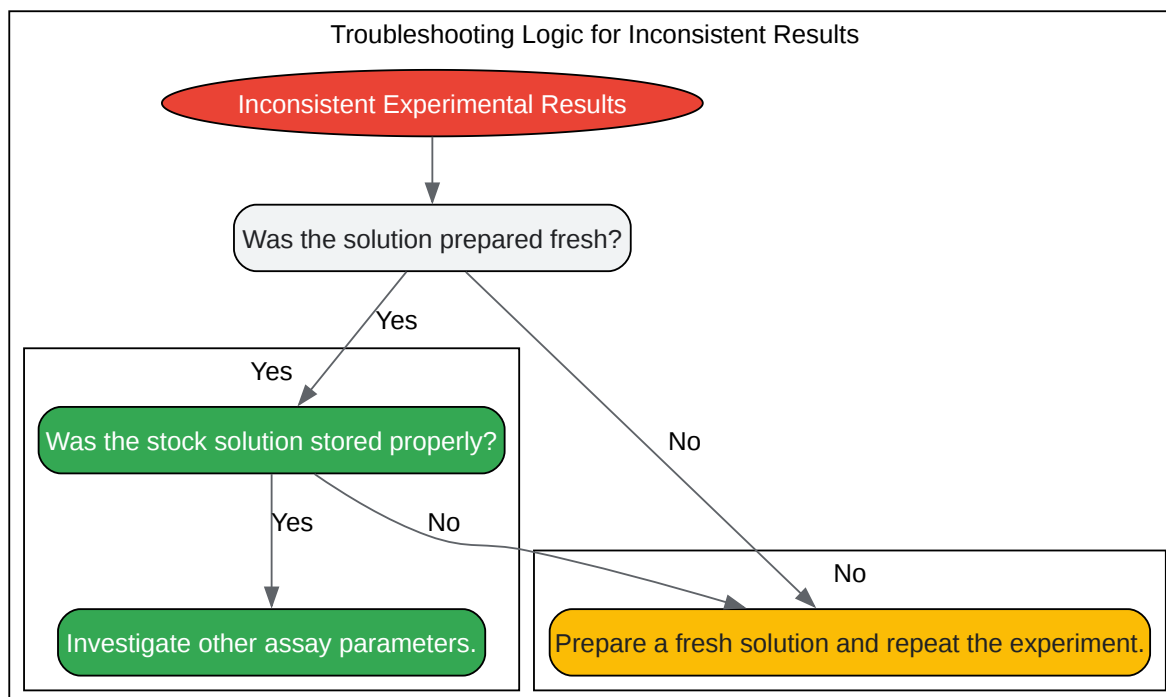 Troubleshooting Logic for Inconsistent Results
Inconsistent Experimental Results
Was the solution prepared fresh?
Yes
Yes
Was the stock solution stored properly?
No
Yes
No
No
Investigate other assay parameters.
Prepare a fresh solution and repeat the experiment.